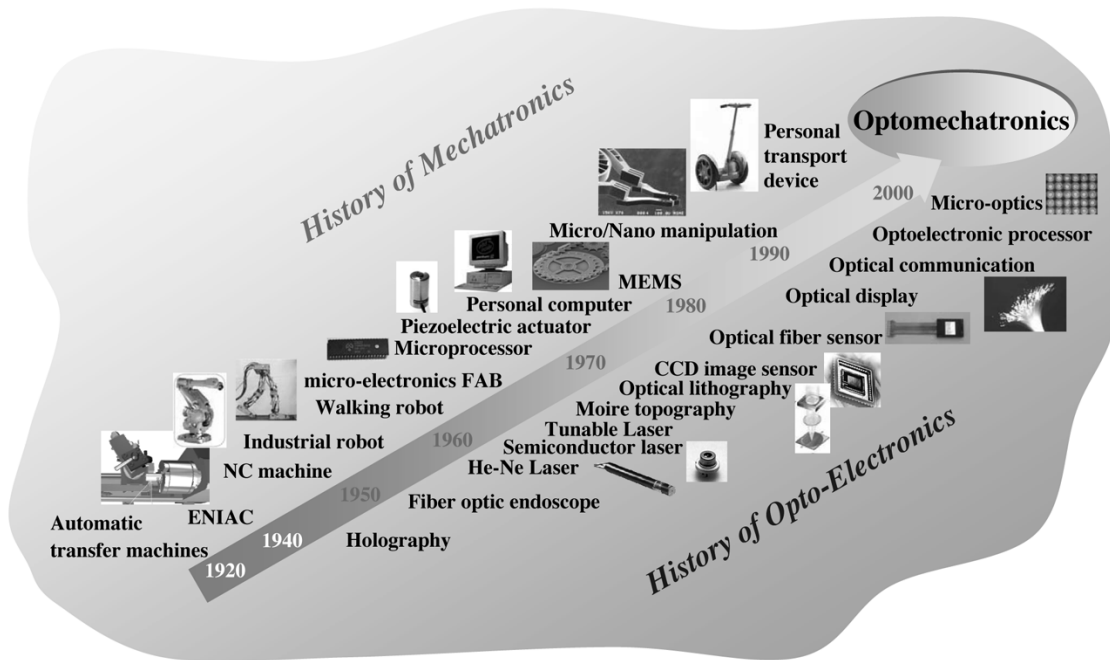 History of Mechatronics
Optomechatronics
Personal
transport
device
Micro/Nano manipulation
MEMS
Personal computer
Piezoelectric actuator
Microprocessor
micro-electronics FAB
Walking robot
Industrial robot
NC machine
ENIAC
Automatic
transfer machines
1920
1940
1950
1960
1970
1980
1990
2000
Micro-optics
Optoelectronic processor
Optical communication
Optical display
Optical fiber sensor
CCD image sensor
Optical lithography
Moire topography
Tunable Laser
Semiconductor laser
He-Ne Laser
Fiber optic endoscope
Holography
History of Opto-Electronics